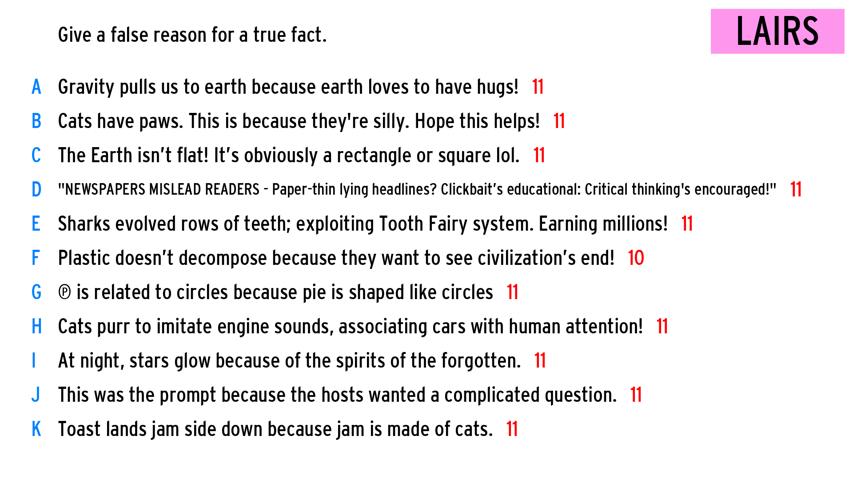 Give a false reason for a true fact.
LAIRS
A Gravity pulls us to earth because earth loves to have hugs! 11
B Cats have paws. This is because they're silly. Hope this helps! 11
C The Earth isn’t flat! It’s obviously a rectangle or square lol. 11
D "NEWSPAPERS MISLEAD READERS - Paper-thin lying headlines? Clickbait’s educational: Critical thinking's encouraged!" 11
E Sharks evolved rows of teeth; exploiting Tooth Fairy system. Earning millions! 11
F Plastic doesn’t decompose because they want to see civilization’s end! 10
G ℗ is related to circles because pie is shaped like circles 11
H Cats purr to imitate engine sounds, associating cars with human attention! 11
I At night, stars glow because of the spirits of the forgotten. 11
J This was the prompt because the hosts wanted a complicated question. 11
K Toast lands jam side down because jam is made of cats. 11